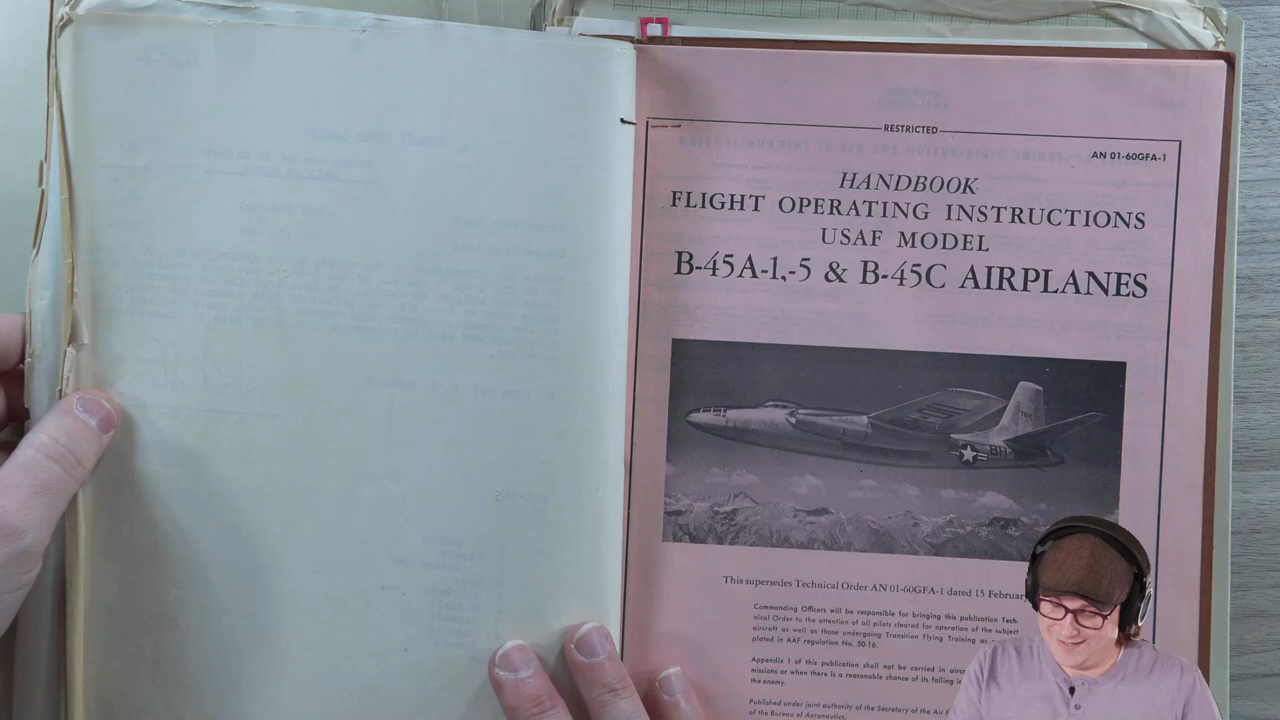 RESTRICTED
AN 01-60GFA-1
HANDBOOK
FLIGHT OPERATING INSTRUCTIONS
USAF MODEL
B-45A-1,-5 & B-45C AIRPLANES
BH-
This supersedes Technical Order AN 01-60GFA-1 dated 15 February
Commanding Officers will be responsible for bringing this publication Tech-
nical Order to the attention of all pilots cleared for operation of the subject
aircraft as well as those undergoing Transition Flying Training as
plated in AAF regulation No. 50-16.
Appendix 1 of this publication shall not be carried in
missions or when there is a reasonable chance of its falling
the enemy.
Published under joint authority of the Secretary of the Air
of the Bureau of Aeronautics.